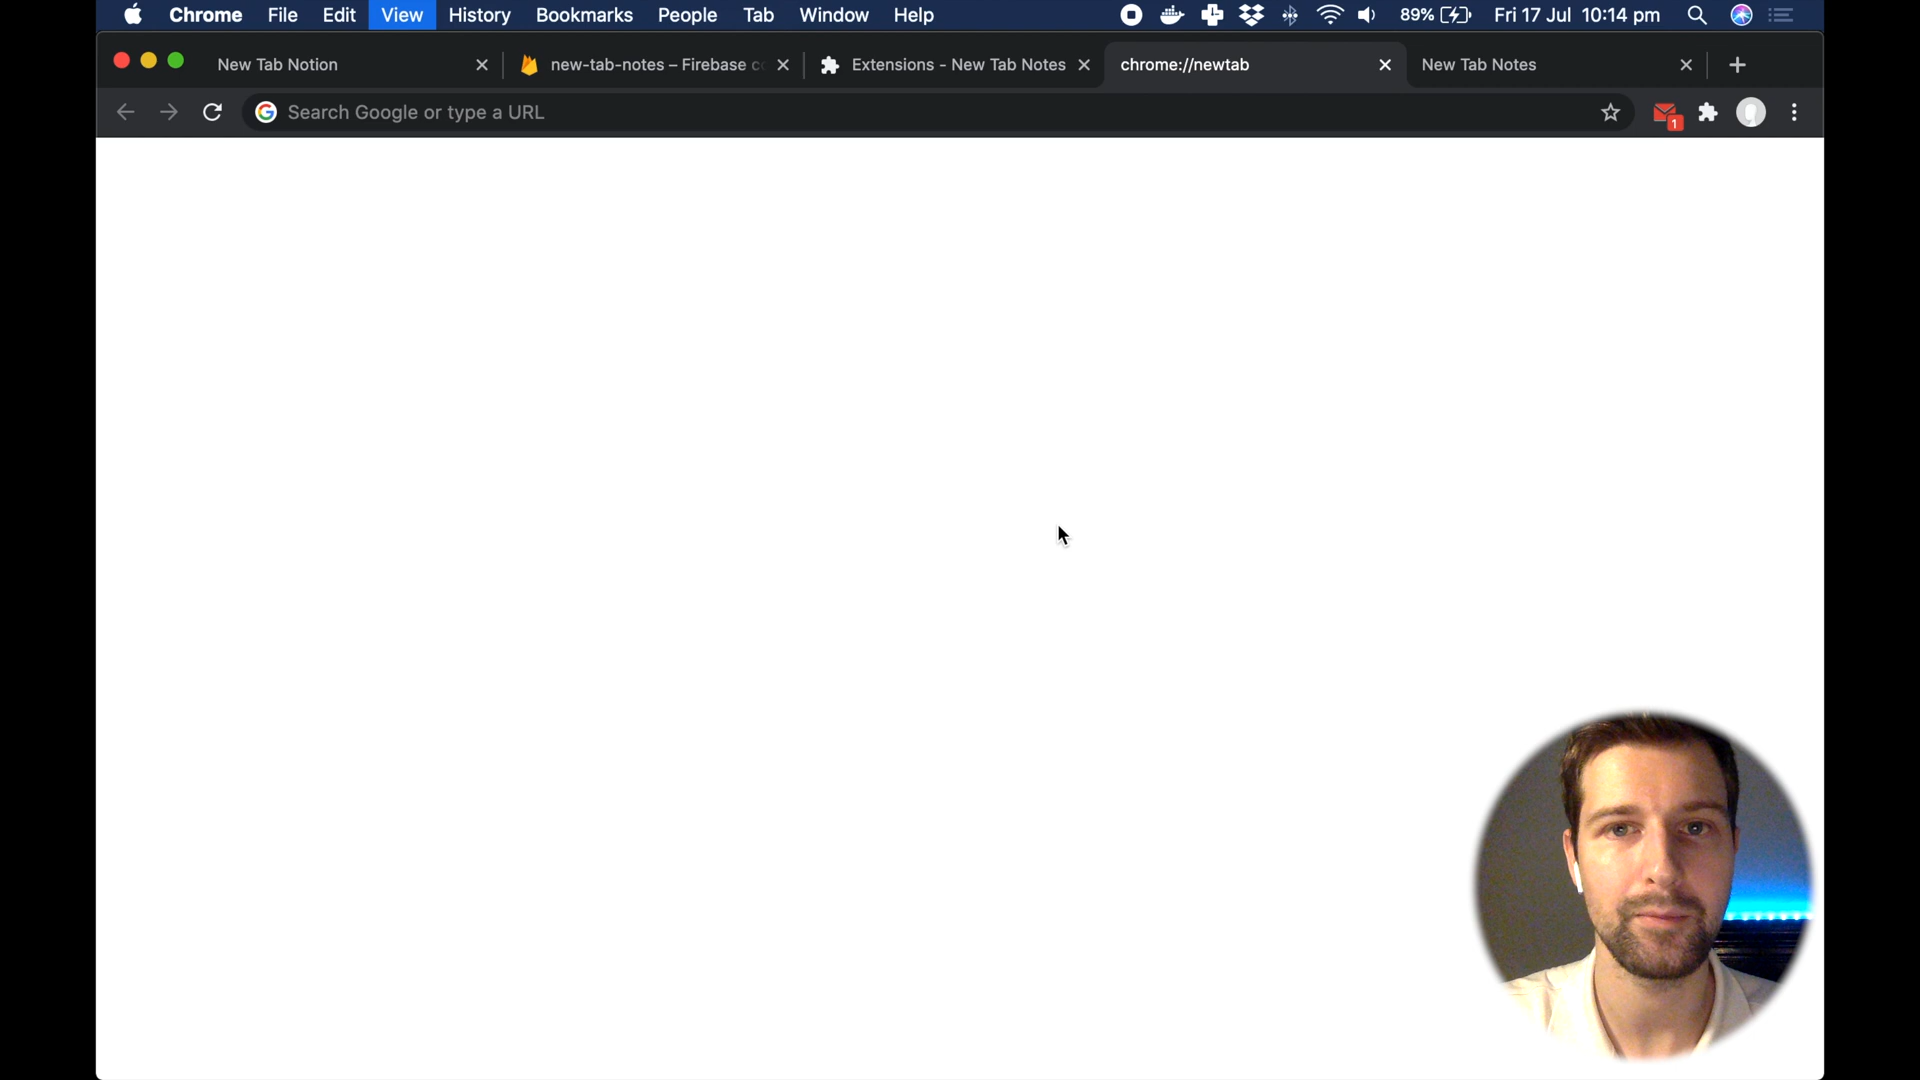 Chrome File Edit View History Bookmarks People Tab Window Help 89% Fri 17 Jul 10:14 pm
New Tab Notion new-tab-notes – Firebase c Extensions - New Tab Notes chrome://newtab New Tab Notes
Search Google or type a URL 1